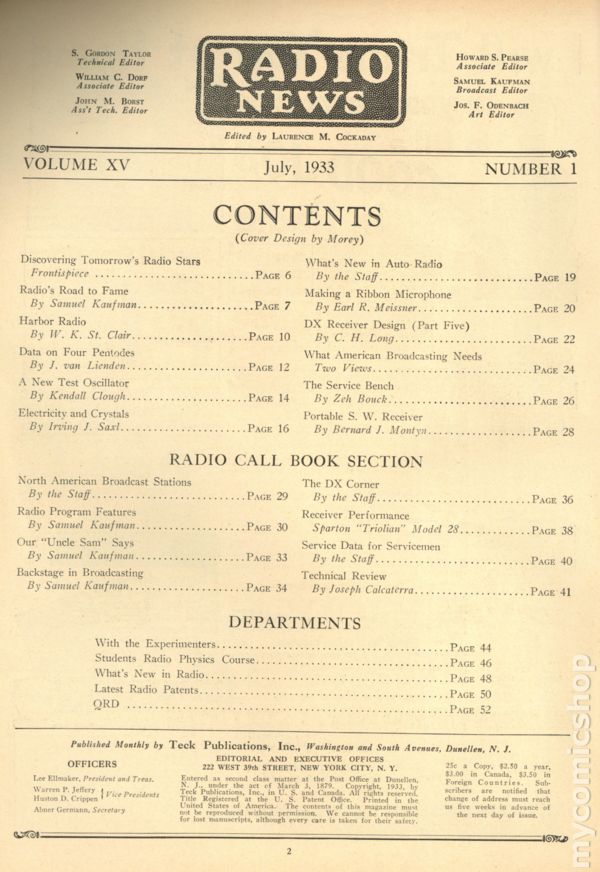 S. Gordon Taylor
Technical Editor
William C. Dorf
Associate Editor
John M. Borst
Ass't Tech. Editor
RADIO
NEWS
Edited by Laurence M. Cockaday
Howard S. Pearse
Associate Editor
Samuel Kaufman
Broadcast Editor
Jos. F. Odenbach
Art Editor
VOLUME XV July, 1933 NUMBER 1
CONTENTS
(Cover Design by Morey)
Discovering Tomorrow's Radio Stars
Frontispiece ..............................Page 6
Radio's Road to Fame
By Samuel Kaufman......................Page 7
Harbor Radio
By W. K. St. Clair......................Page 10
Data on Four Pentodes
By J. van Lienden......................Page 12
A New Test Oscillator
By Kendall Clough......................Page 14
Electricity and Crystals
By Irving J. Saxl......................Page 16
What's New in Auto Radio
By the Staff............................Page 19
Making a Ribbon Microphone
By Earl R. Meissner....................Page 20
DX Receiver Design (Part Five)
By C. H. Long..........................Page 22
What American Broadcasting Needs
Two Views..............................Page 24
The Service Bench
By Zeh Bouck..........................Page 26
Portable S. W. Receiver
By Bernard J. Montyn..................Page 28
RADIO CALL BOOK SECTION
North American Broadcast Stations
By the Staff............................Page 29
Radio Program Features
By Samuel Kaufman....................Page 30
Our "Uncle Sam" Says
By Samuel Kaufman....................Page 33
Backstage in Broadcasting
By Samuel Kaufman....................Page 34
The DX Corner
By the Staff............................Page 36
Receiver Performance
Sparton "Triolian" Model 28............Page 38
Service Data for Servicemen
By the Staff............................Page 40
Technical Review
By Joseph Calcaterra....................Page 41
DEPARTMENTS
With the Experimenters..............................Page 44
Students Radio Physics Course......................Page 46
What's New in Radio................................Page 48
Latest Radio Patents................................Page 50
QRD ..............................................Page 52
Published Monthly by Teck Publications, Inc., Washington and South Avenues, Dunellen, N. J.
OFFICERS
Lee Ellmaker, President and Treas.
Warren P. Jeffery
Huston D. Crippen
Vice Presidents
Abner Germann, Secretary
EDITORIAL AND EXECUTIVE OFFICES
222 WEST 39th STREET, NEW YORK CITY, N. Y.
Entered as second class matter at the Post Office at Dunellen,
N. J., under the act of March 3, 1879. Copyright, 1933, by
Teck Publications, Inc., in U. S. and Canada. All rights reserved.
Title Registered at the U. S. Patent Office. Printed in the
United States of America. The contents of this magazine must
not be reproduced without permission. We cannot be responsible
for lost manuscripts, although every care is taken for their safety.
25c a Copy, $2.50 a year,
$3.00 in Canada, $3.50 in
Foreign Countries. Sub-
scribers are notified that
change of address must reach
us five weeks in advance of
the next day of issue.
2
mycomicshop